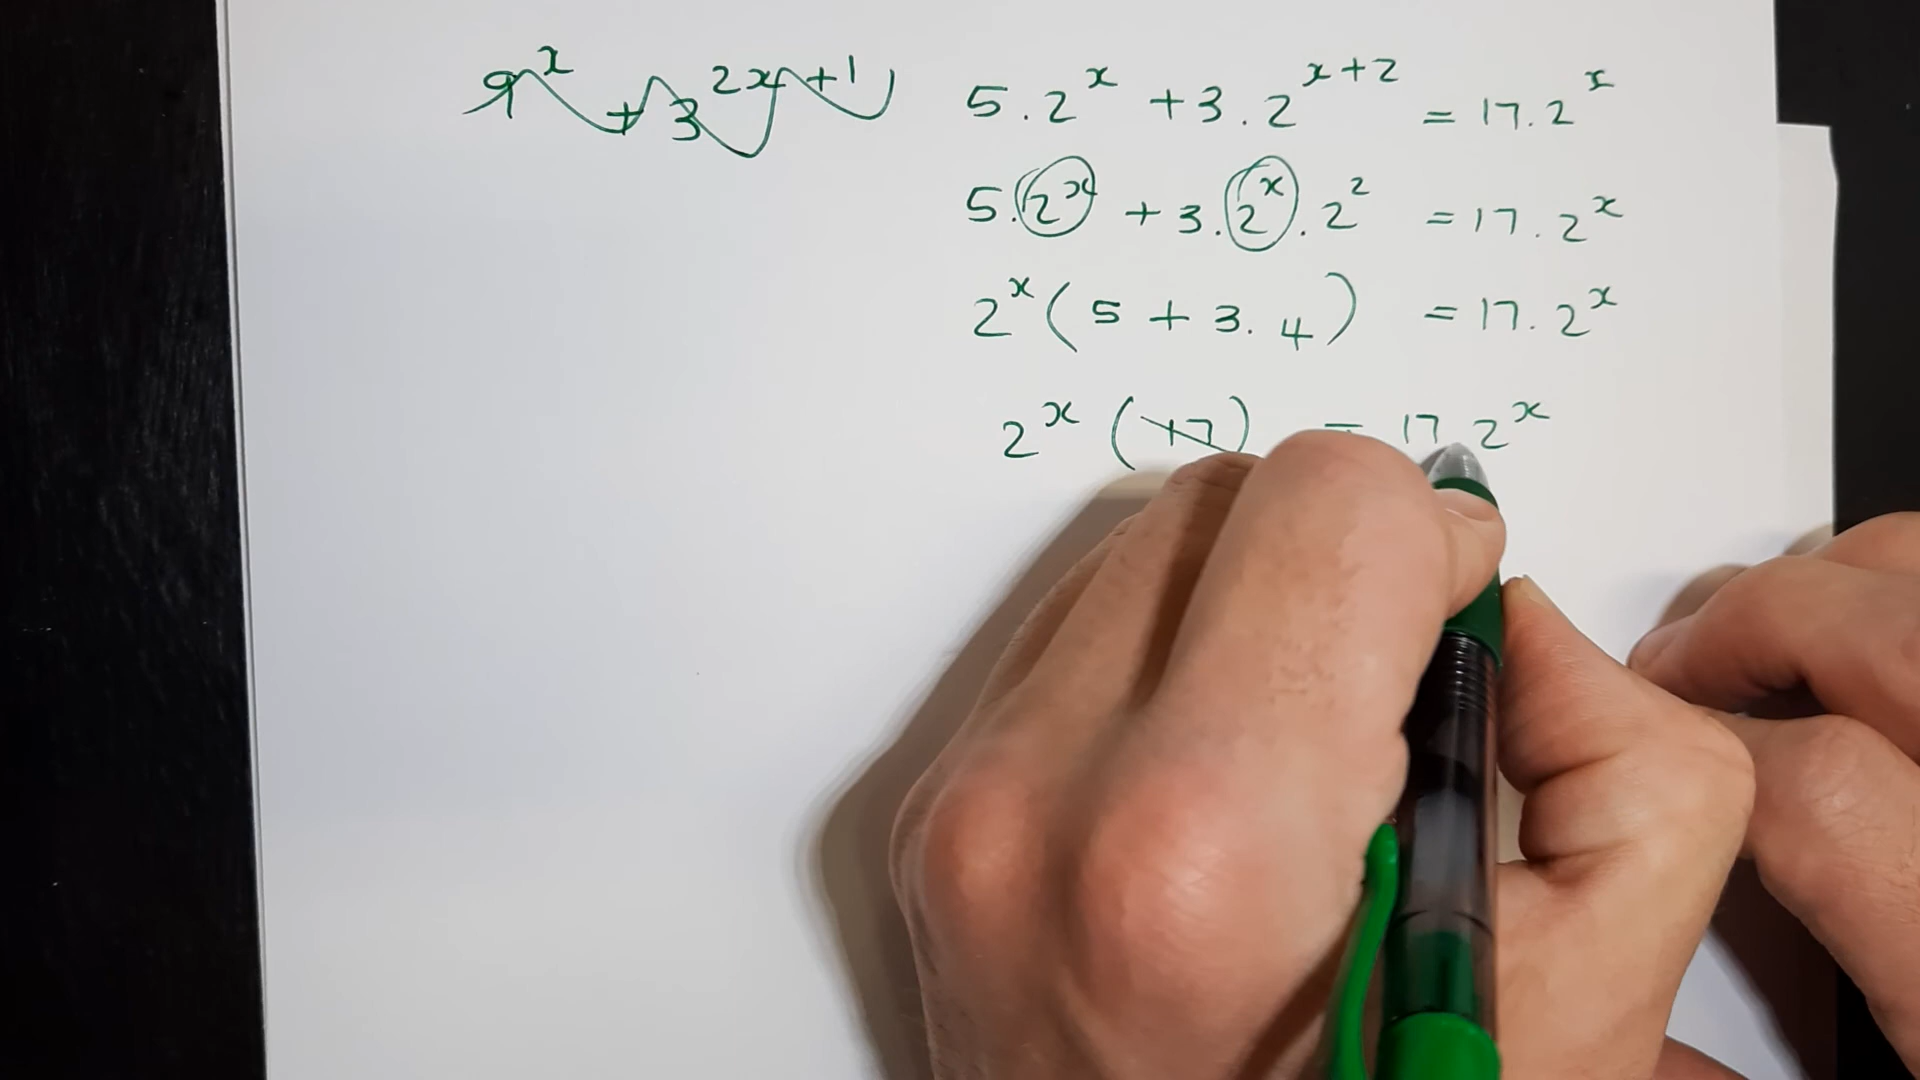 9^x + 3^{2x+1}
5.2^x + 3.2^{x+2} = 17.2^x
5.2^x + 3.2^x.2^2 = 17.2^x
2^x(5 + 3.4) = 17.2^x
2^x(17) = 17.2^x